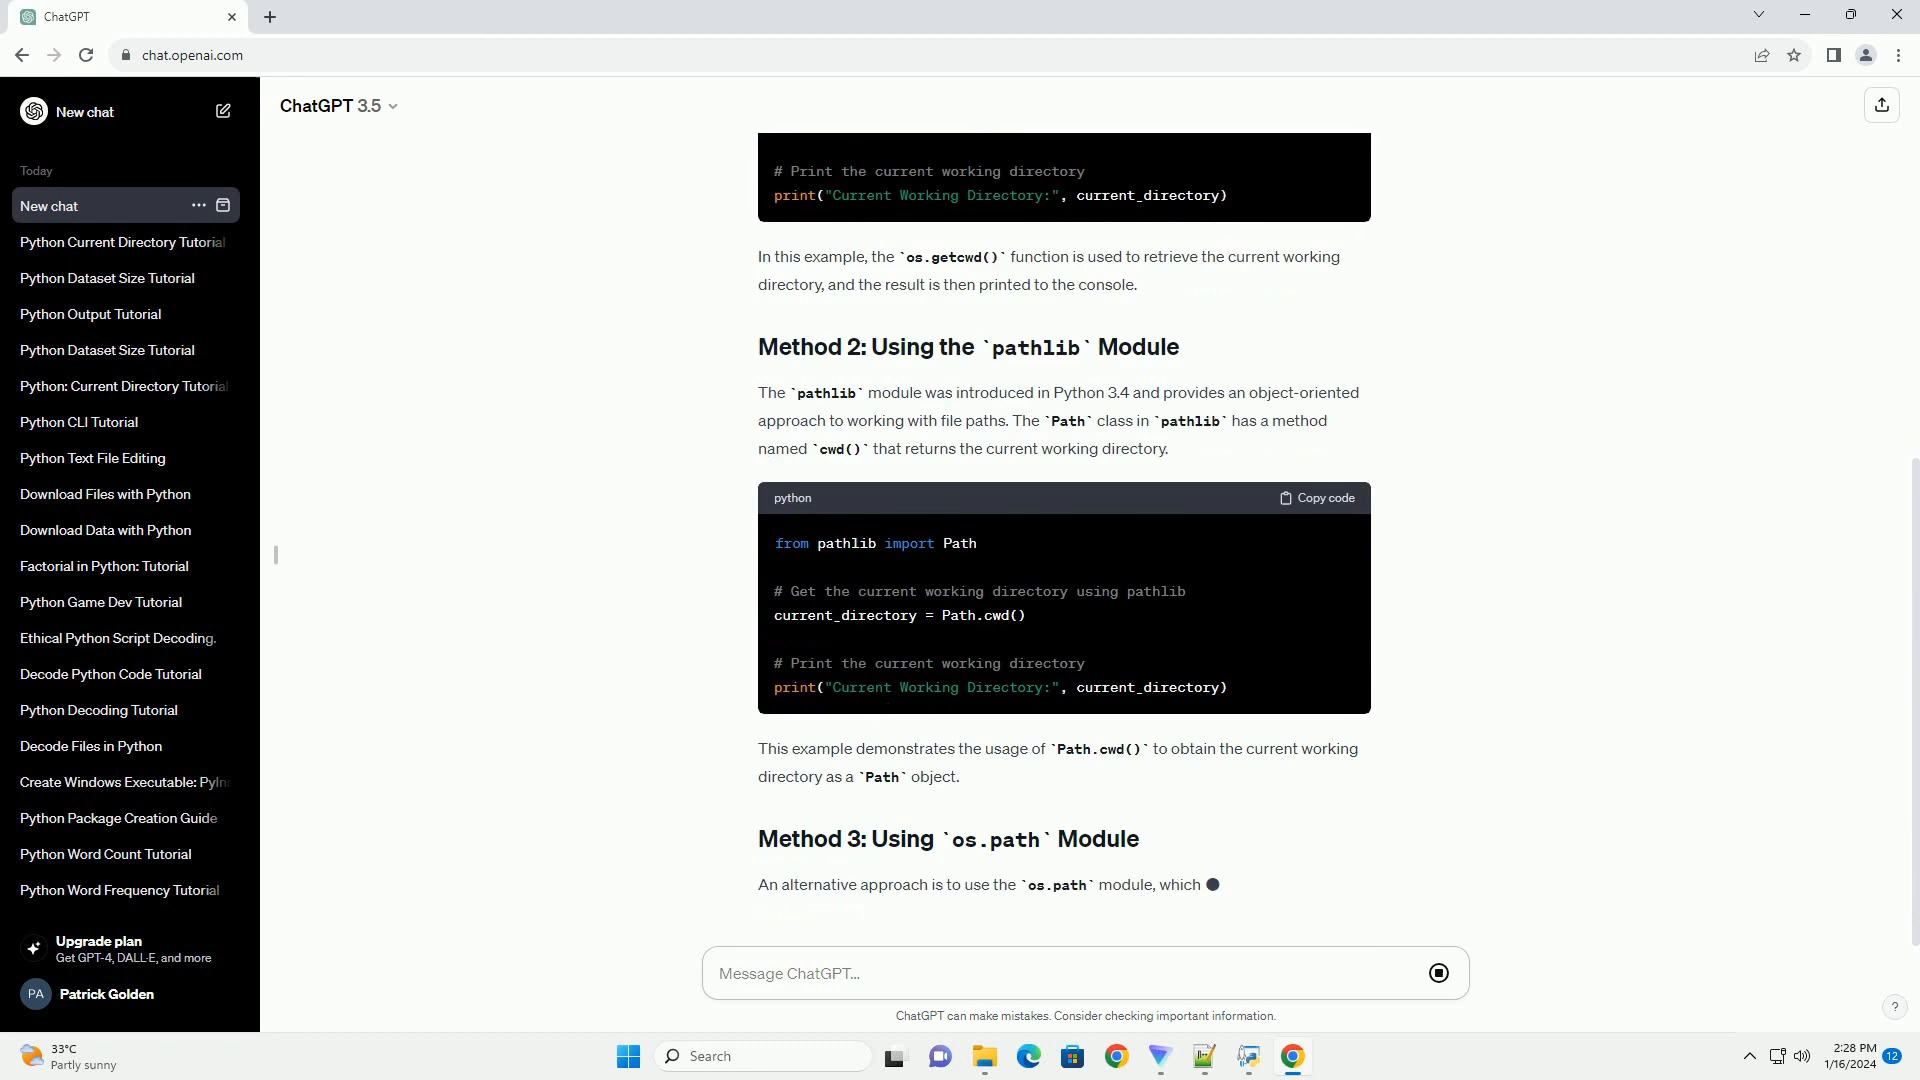 ChatGPT
chat.openai.com
New chat
ChatGPT 3.5
Today
New chat
Python Current Directory Tutorial
Python Dataset Size Tutorial
Python Output Tutorial
Python Dataset Size Tutorial
Python: Current Directory Tutorial
Python CLI Tutorial
Python Text File Editing
Download Files with Python
Download Data with Python
Factorial in Python: Tutorial
Python Game Dev Tutorial
Ethical Python Script Decoding.
Decode Python Code Tutorial
Python Decoding Tutorial
Decode Files in Python
Create Windows Executable: PyIn
Python Package Creation Guide
Python Word Count Tutorial
Python Word Frequency Tutorial
Upgrade plan
Get GPT-4, DALL·E, and more
PA
Patrick Golden
# Print the current working directory
print("Current Working Directory:", current_directory)
In this example, the `os.getcwd()` function is used to retrieve the current working
directory, and the result is then printed to the console.
Method 2: Using the `pathlib` Module
The `pathlib` module was introduced in Python 3.4 and provides an object-oriented
approach to working with file paths. The `Path` class in `pathlib` has a method
named `cwd()` that returns the current working directory.
python
Copy code
from pathlib import Path
# Get the current working directory using pathlib
current_directory = Path.cwd()
# Print the current working directory
print("Current Working Directory:", current_directory)
This example demonstrates the usage of `Path.cwd()` to obtain the current working
directory as a `Path` object.
Method 3: Using `os.path` Module
An alternative approach is to use the `os.path` module, which
Message ChatGPT...
ChatGPT can make mistakes. Consider checking important information.
?
33°C
Partly sunny
Search
2:28 PM
1/16/2024
12